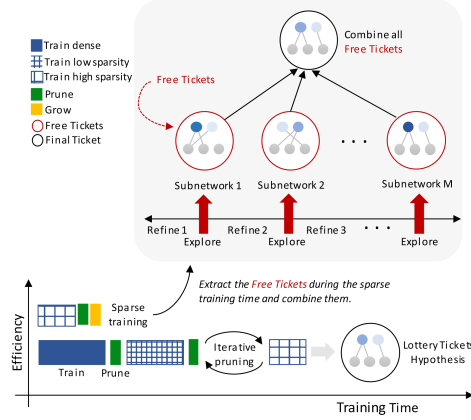 Train dense
Train low sparsity
Train high sparsity
Prune
Grow
Free Tickets
Final Ticket
Combine all
Free Tickets
Free Tickets
Subnetwork 1
Subnetwork 2
. . .
Subnetwork M
Refine 1
Refine 2
Refine 3
. . .
Explore
Explore
Explore
Extract the Free Tickets during the sparse
training time and combine them.
Efficiency
Sparse
training
Iterative
pruning
Train
Prune
Lottery Tickets
Hypothesis
Training Time